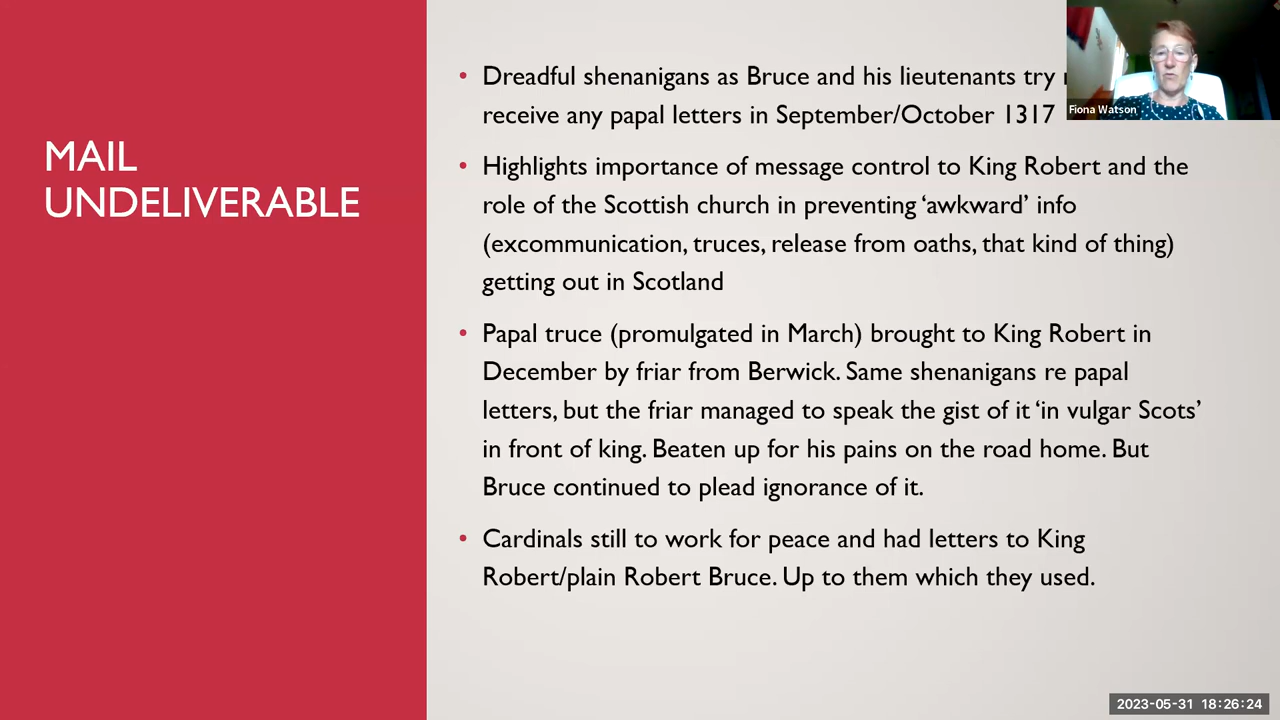 MAIL
UNDELIVERABLE
• Dreadful shenanigans as Bruce and his lieutenants try
receive any papal letters in September/October 1317
• Highlights importance of message control to King Robert and the
role of the Scottish church in preventing ‘awkward’ info
(excommunication, truces, release from oaths, that kind of thing)
getting out in Scotland
• Papal truce (promulgated in March) brought to King Robert in
December by friar from Berwick. Same shenanigans re papal
letters, but the friar managed to speak the gist of it ‘in vulgar Scots’
in front of king. Beaten up for his pains on the road home. But
Bruce continued to plead ignorance of it.
• Cardinals still to work for peace and had letters to King
Robert/plain Robert Bruce. Up to them which they used.
Fiona Watson
2023-05-31 18:26:24